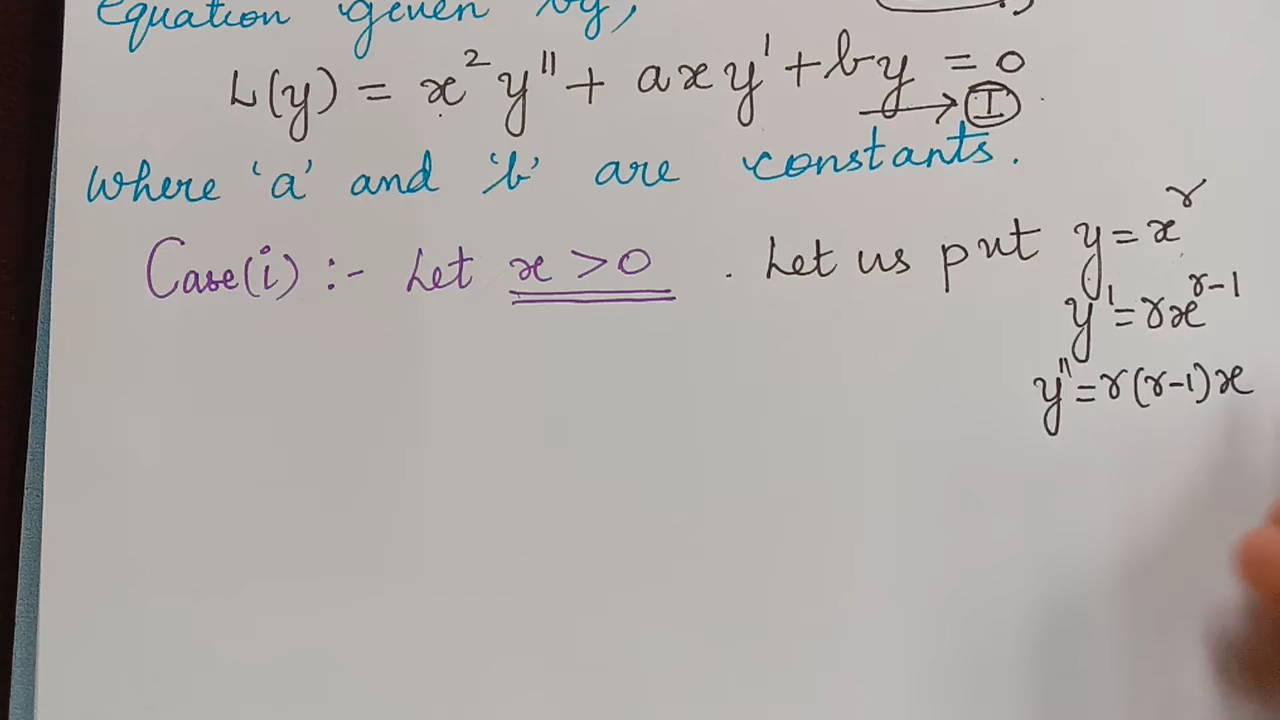 Equation given by,
L(y) = x² y'' + axy' + by = 0
→ Ⓘ
where 'a' and 'b' are constants.
Case(i) :- Let x > 0 . Let us put y = x^r
y' = rx^(r-1)
y'' = r(r-1)x